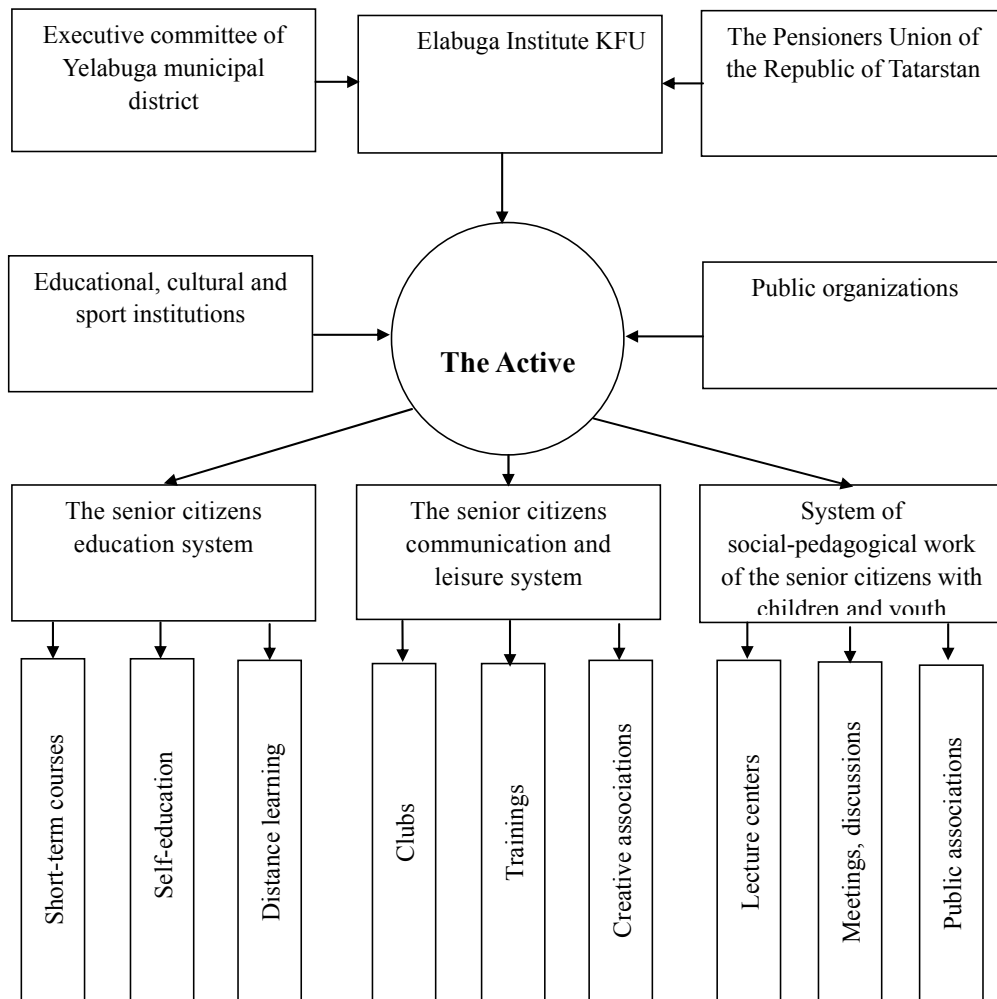 Executive committee of
Yelabuga municipal
district
Elabuga Institute KFU
The Pensioners Union of
the Republic of Tatarstan
Educational, cultural and
sport institutions
Public organizations
The Active
The senior citizens
education system
The senior citizens
communication and
leisure system
System of
social-pedagogical work
of the senior citizens with
children and youth
Short-term courses
Self-education
Distance learning
Clubs
Trainings
Creative associations
Lecture centers
Meetings, discussions
Public associations